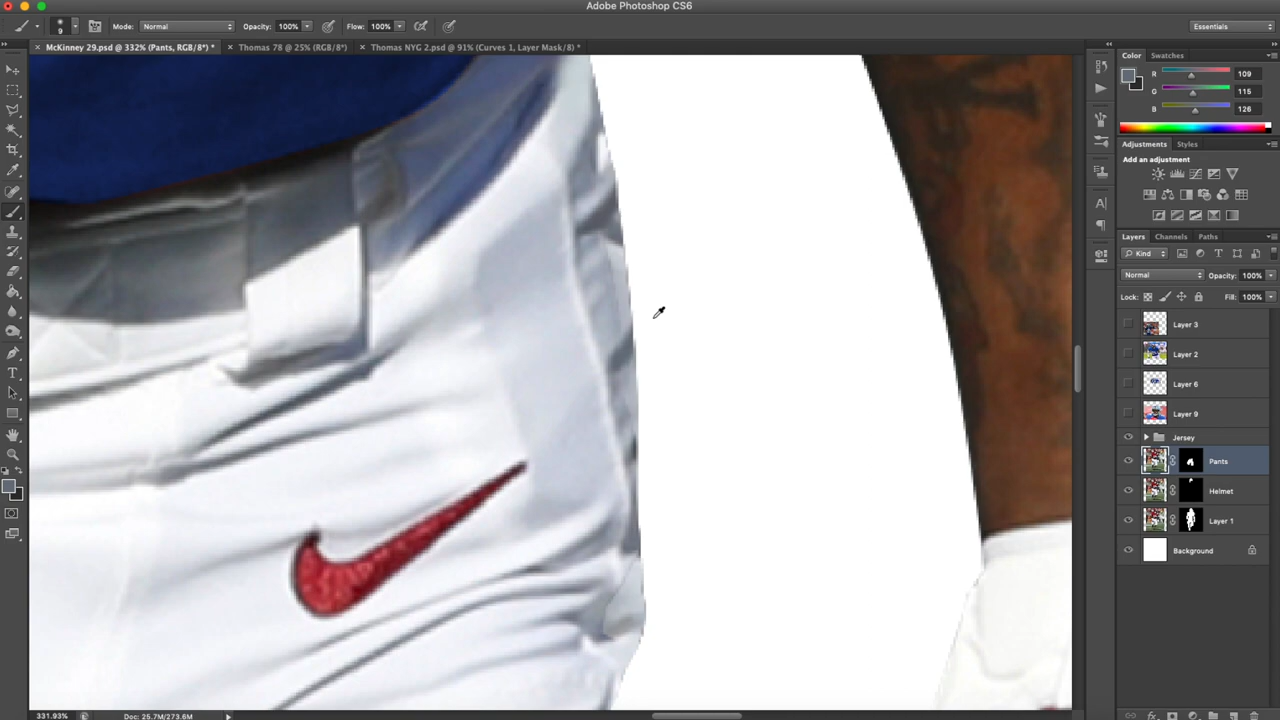 Adobe Photoshop CS6
9 Mode: Normal Opacity: 100% Flow: 100% Essentials
McKinney 29.psd @ 332% (Pants, RGB/8*) * Thomas 78 @ 25% (RGB/8*) Thomas NYG 2.psd @ 91% (Curves 1, Layer Mask/8) *
Color Swatches
R 109
G 115
B 126
Adjustments Styles
Add an adjustment
Layers Channels Paths
Kind
Normal Opacity: 100%
Lock: Fill: 100%
Layer 3
Layer 2
Layer 6
Layer 9
Jersey
Pants
Helmet
Layer 1
Background
331.93% Doc: 25.7M/273.6M